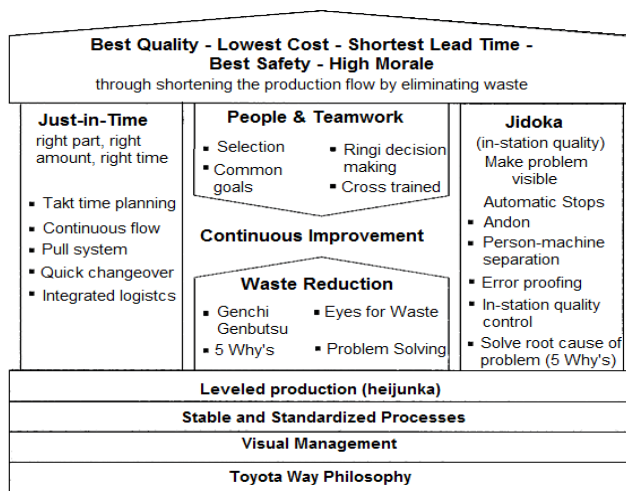 Best Quality - Lowest Cost - Shortest Lead Time -
Best Safety - High Morale
through shortening the production flow by eliminating waste
Just-in-Time
right part, right
amount, right time
▪ Takt time planning
▪ Continuous flow
▪ Pull system
▪ Quick changeover
▪ Integrated logistcs
People & Teamwork
▪ Selection
▪ Common
goals
▪ Ringi decision
making
▪ Cross trained
Continuous Improvement
Waste Reduction
▪ Genchi
Genbutsu
▪ 5 Why's
▪ Eyes for Waste
▪ Problem Solving
Jidoka
(in-station quality)
Make problem
visible
Automatic Stops
▪ Andon
▪ Person-machine
separation
▪ Error proofing
▪ In-station quality
control
▪ Solve root cause of
problem (5 Why's)
Leveled production (heijunka)
Stable and Standardized Processes
Visual Management
Toyota Way Philosophy